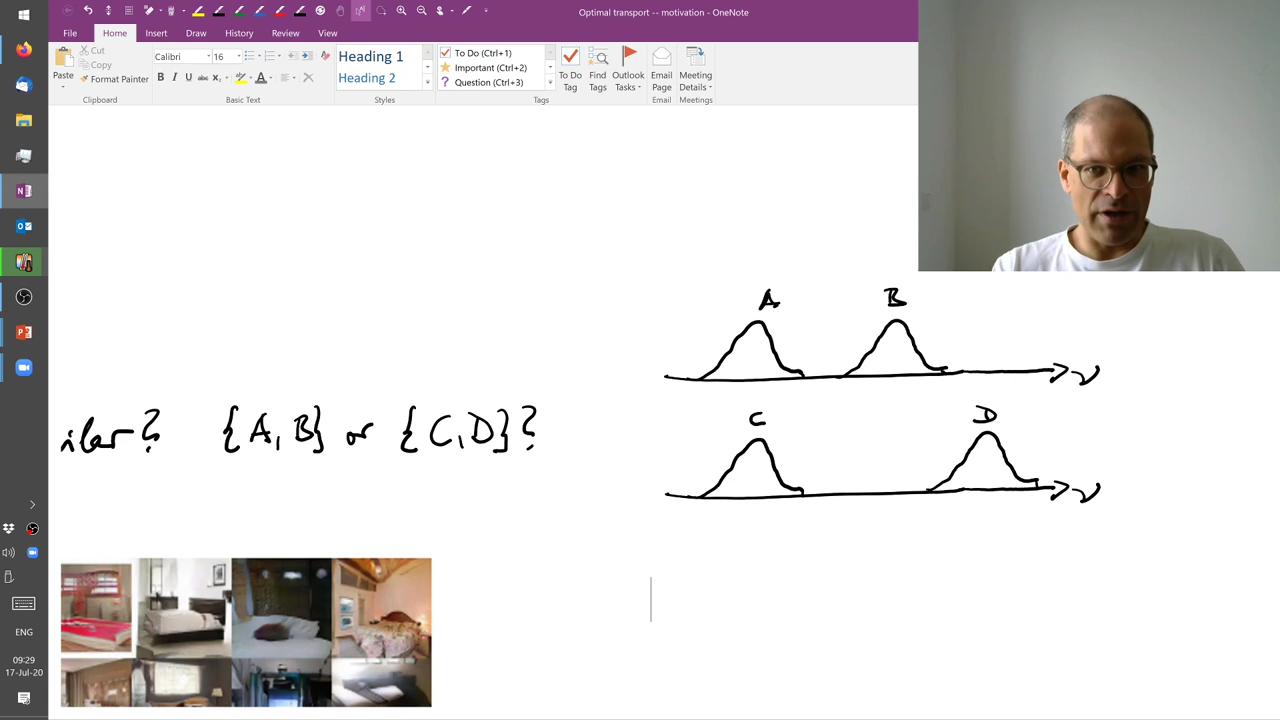 Optimal transport -- motivation - OneNote
File Home Insert Draw History Review View
Paste
Cut
Copy
Format Painter
Clipboard
Calibri 16
B I U abc x₂ A
Basic Text
Heading 1
Heading 2
Styles
To Do (Ctrl+1)
Important (Ctrl+2)
? Question (Ctrl+3)
Tags
To Do Tag
Find Tags
Outlook Tasks
Email Page
Email
Meeting Details
Meetings
A B
ν
C D
ν
ilar? {A,B} or {C,D}?
ENG
09:29
17-Jul-20